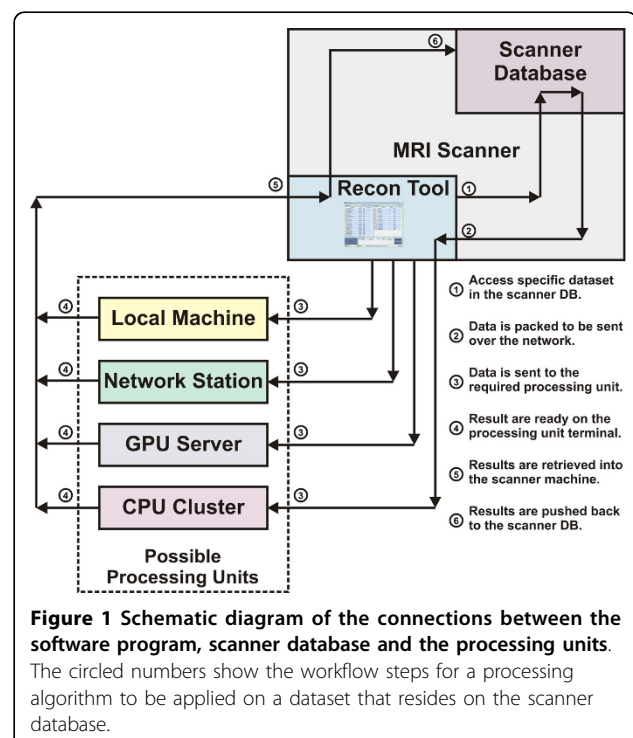 ⑥
Scanner
Database
MRI Scanner
⑤
Recon Tool
①
②
④
Local Machine
③
④
Network Station
③
④
GPU Server
③
④
CPU Cluster
③
Possible
Processing Units
① Access specific dataset
in the scanner DB.
② Data is packed to be sent
over the network.
③ Data is sent to the
required processing unit.
④ Result are ready on the
processing unit terminal.
⑤ Results are retrieved into
the scanner machine.
⑥ Results are pushed back
to the scanner DB.
Figure 1 Schematic diagram of the connections between the
software program, scanner database and the processing units.
The circled numbers show the workflow steps for a processing
algorithm to be applied on a dataset that resides on the scanner
database.